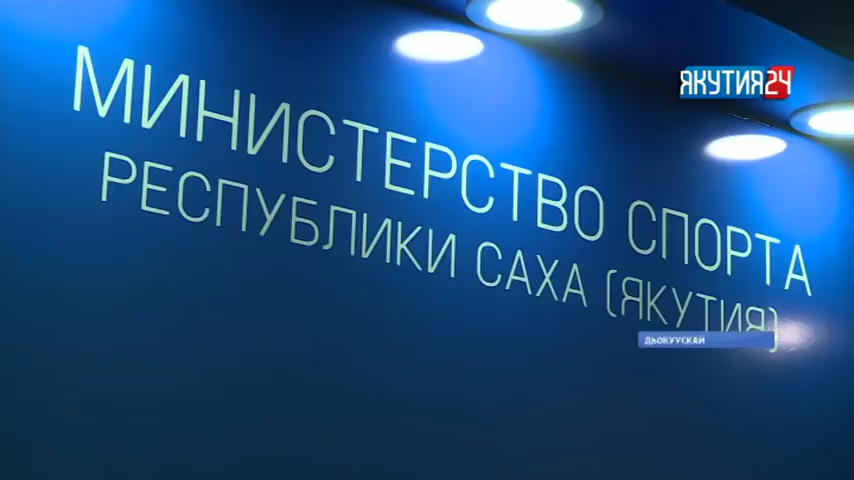 ЯКУТИЯ24
МИНИСТЕРСТВО СПОРТА
РЕСПУБЛИКИ САХА (ЯКУТИЯ)
ДЬОКУУСКАЙ